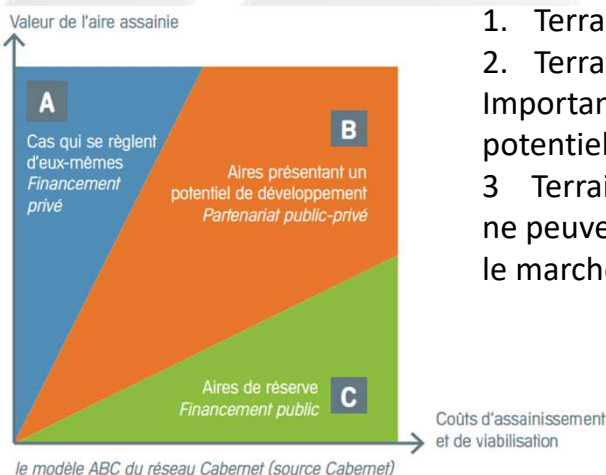 Valeur de l'aire assainie
A
Cas qui se règlent
d'eux-mêmes
Financement
privé
B
Aires présentant un
potentiel de développement
Partenariat public-privé
Aires de réserve
Financement public
C
Coûts d'assainissement
et de viabilisation
le modèle ABC du réseau Cabernet (source Cabernet)
1. Terra
2. Terra
Importan
potentiel
3 Terrai
ne peuve
le march